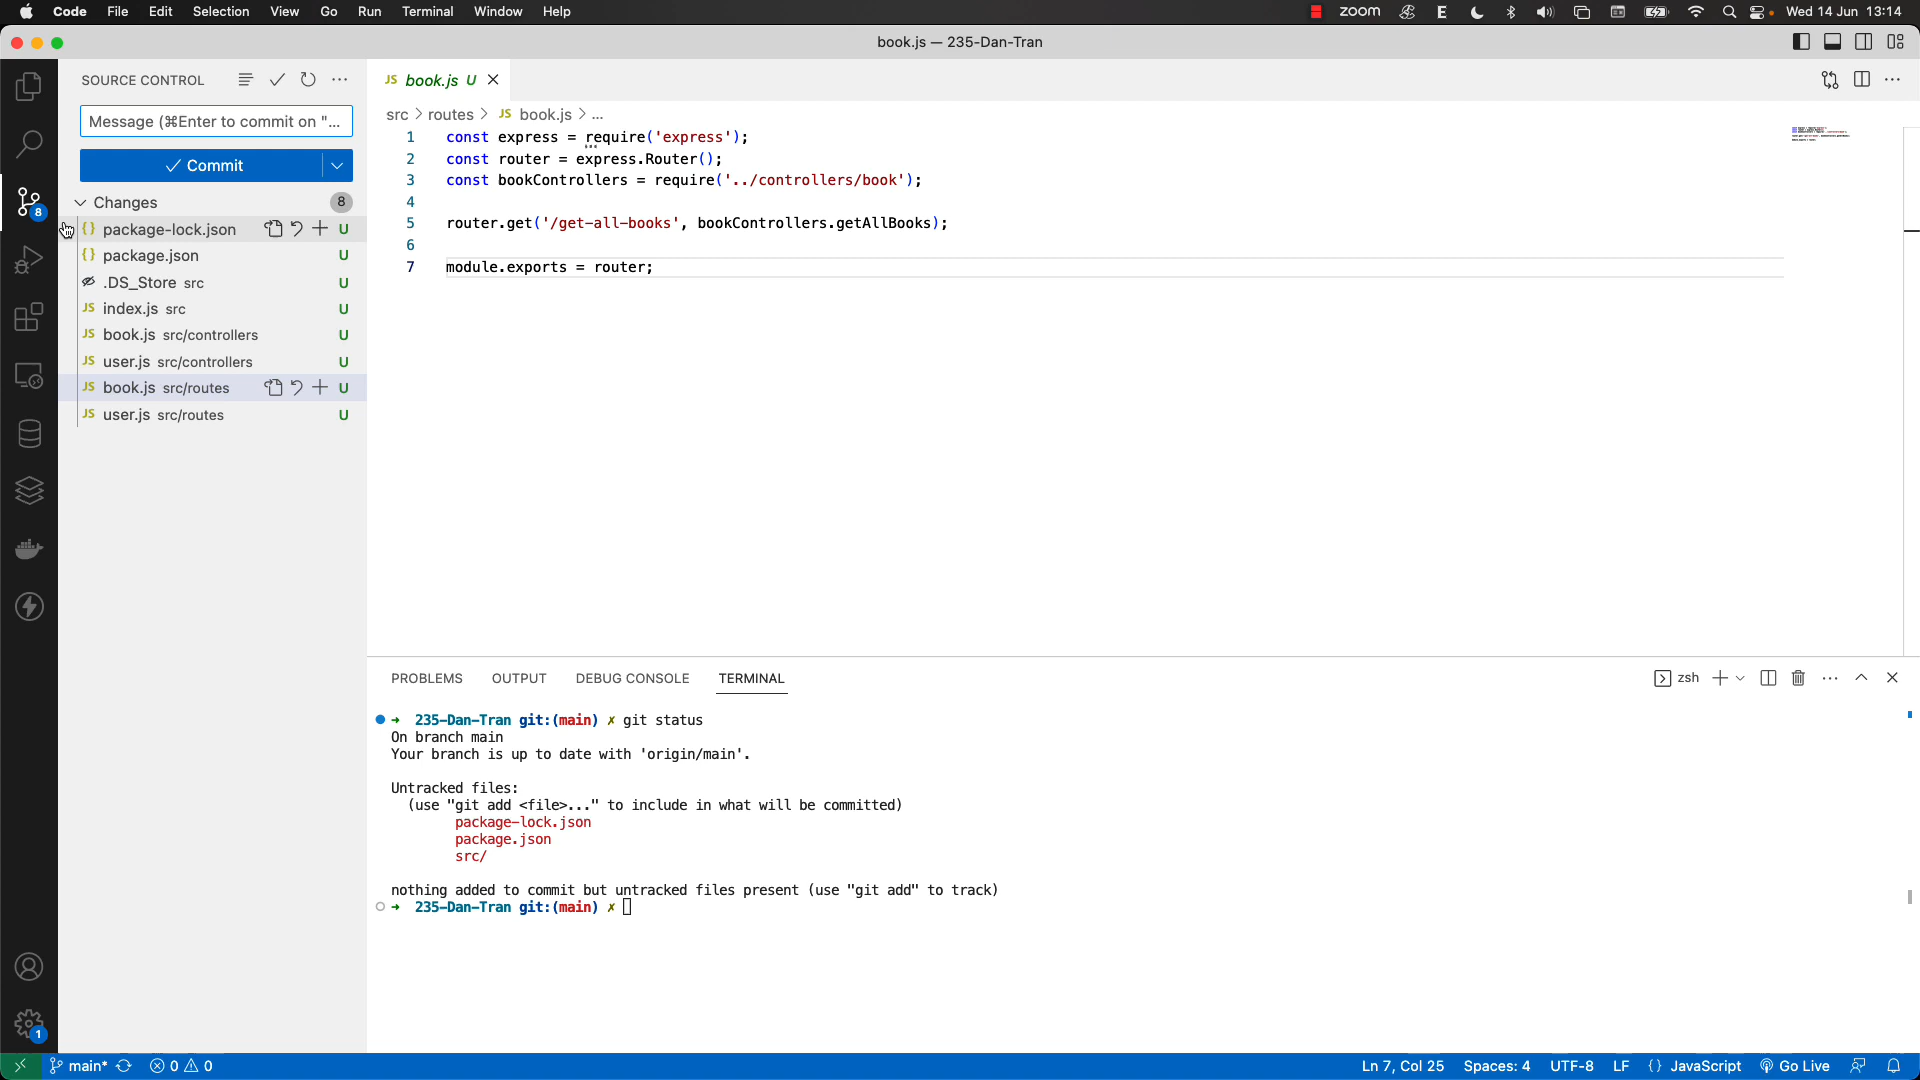 Code File Edit Selection View Go Run Terminal Window Help zoom E Wed 14 Jun 13:14
book.js — 235-Dan-Tran
SOURCE CONTROL
Message (⌘Enter to commit on "...
Commit
Changes 8
8
{} package-lock.json U
{} package.json U
.DS_Store src U
JS index.js src U
JS book.js src/controllers U
JS user.js src/controllers U
JS book.js src/routes U
JS user.js src/routes U
1
JS book.js U
src > routes > JS book.js > ...
1 const express = require('express');
2 const router = express.Router();
3 const bookControllers = require('../controllers/book');
4
5 router.get('/get-all-books', bookControllers.getAllBooks);
6
7 module.exports = router;
PROBLEMS OUTPUT DEBUG CONSOLE TERMINAL zsh
→ 235-Dan-Tran git:(main) ✗ git status
On branch main
Your branch is up to date with 'origin/main'.
Untracked files:
(use "git add <file>..." to include in what will be committed)
package-lock.json
package.json
src/
nothing added to commit but untracked files present (use "git add" to track)
→ 235-Dan-Tran git:(main) ✗
main* 0 0 Ln 7, Col 25 Spaces: 4 UTF-8 LF {} JavaScript Go Live